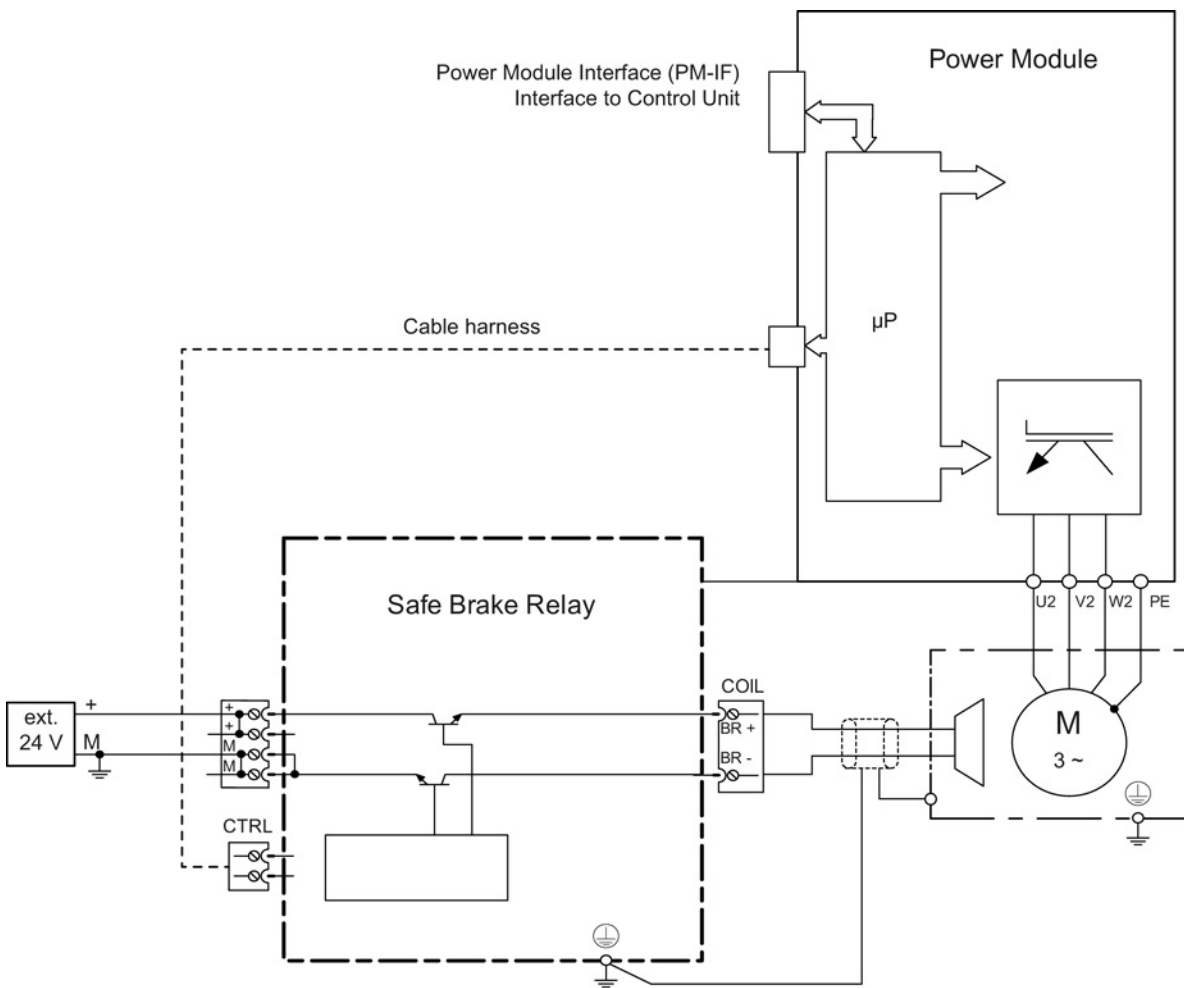 Power Module
Power Module Interface (PM-IF)
Interface to Control Unit
µP
Cable harness
Safe Brake Relay
U2 V2 W2 PE
ext.
24 V
+
M
+
+
M
M
COIL
BR +
BR -
M
3 ~
CTRL